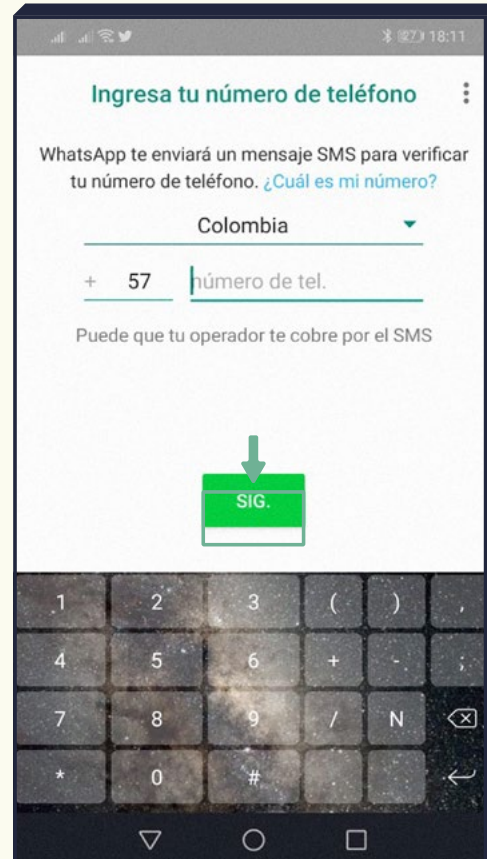 27 18:11
Ingresa tu número de teléfono
WhatsApp te enviará un mensaje SMS para verificar
tu número de teléfono. ¿Cuál es mi número?
Colombia
+ 57 número de tel.
Puede que tu operador te cobre por el SMS
SIG.
1 2 3 ( ) ,
4 5 6 + - ;
7 8 9 / N
* 0 # .